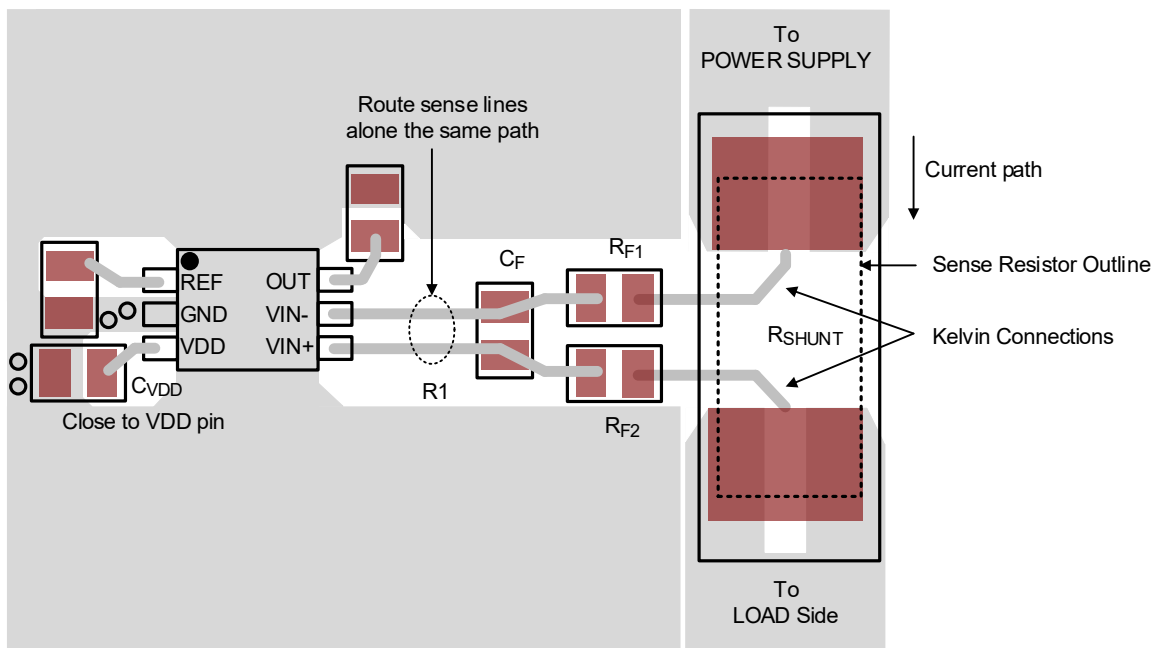 To
POWER SUPPLY
Route sense lines
alone the same path
Current path
REF
OUT
CF
RF1
Sense Resistor Outline
GND
VIN-
RSHUNT
Kelvin Connections
VDD
VIN+
CVDD
R1
Close to VDD pin
RF2
To
LOAD Side